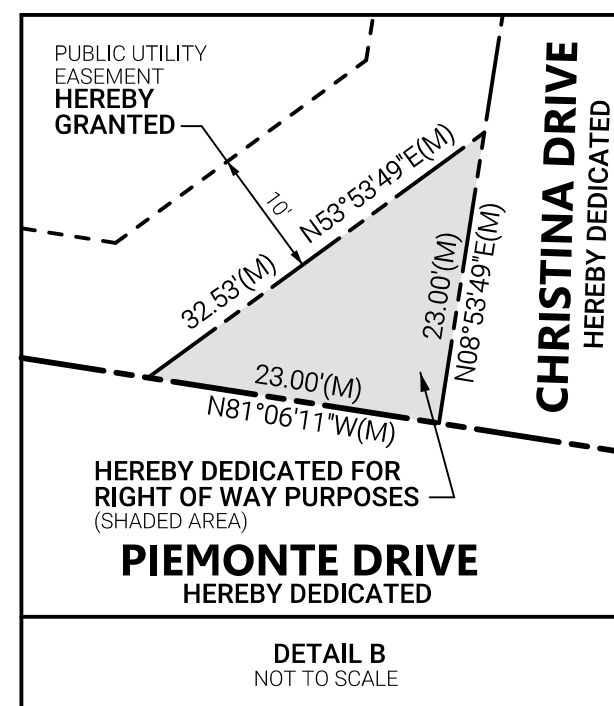 PUBLIC UTILITY
EASEMENT
HEREBY
GRANTED
10'
N53°53'49"E(M)
32.53'(M)
23.00'(M)
N08°53'49"E(M)
CHRISTINA DRIVE
HEREBY DEDICATED
23.00'(M)
N81°06'11"W(M)
HEREBY DEDICATED FOR
RIGHT OF WAY PURPOSES
(SHADED AREA)
PIEMONTE DRIVE
HEREBY DEDICATED
DETAIL B
NOT TO SCALE